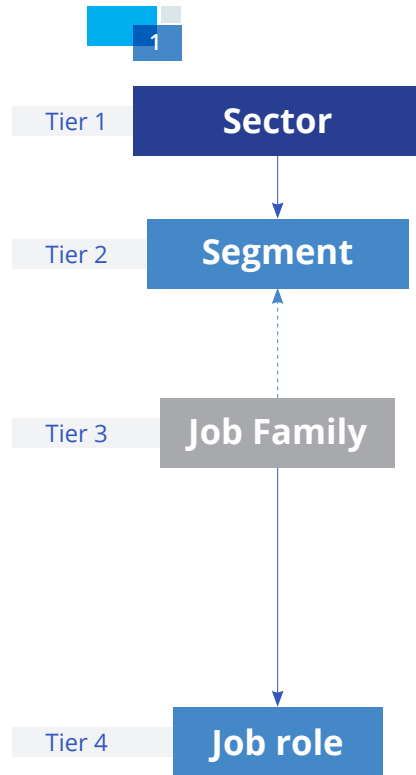 1
Tier 1
Sector
Tier 2
Segment
Tier 3
Job Family
Tier 4
Job role